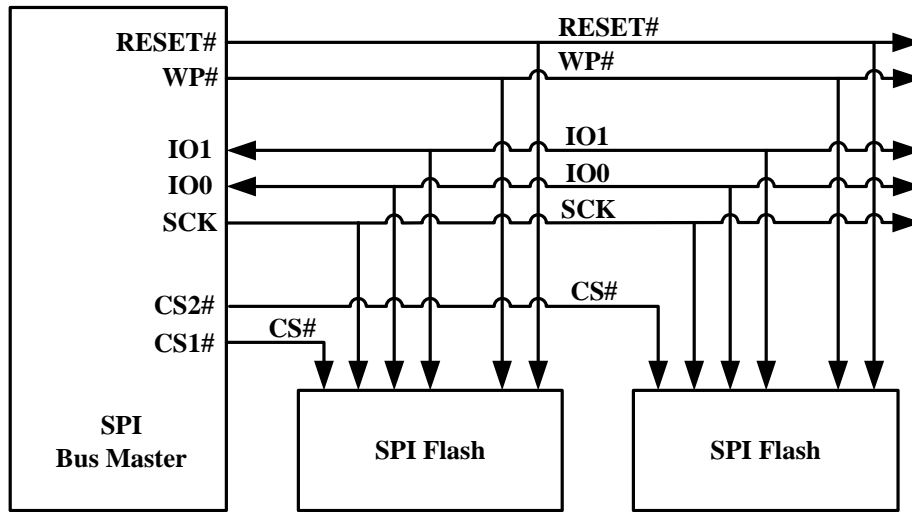 RESET#
RESET#
WP#
WP#
IO1
IO1
IO0
IO0
SCK
SCK
CS2#
CS#
CS1#
CS#
SPI
Bus Master
SPI Flash
SPI Flash